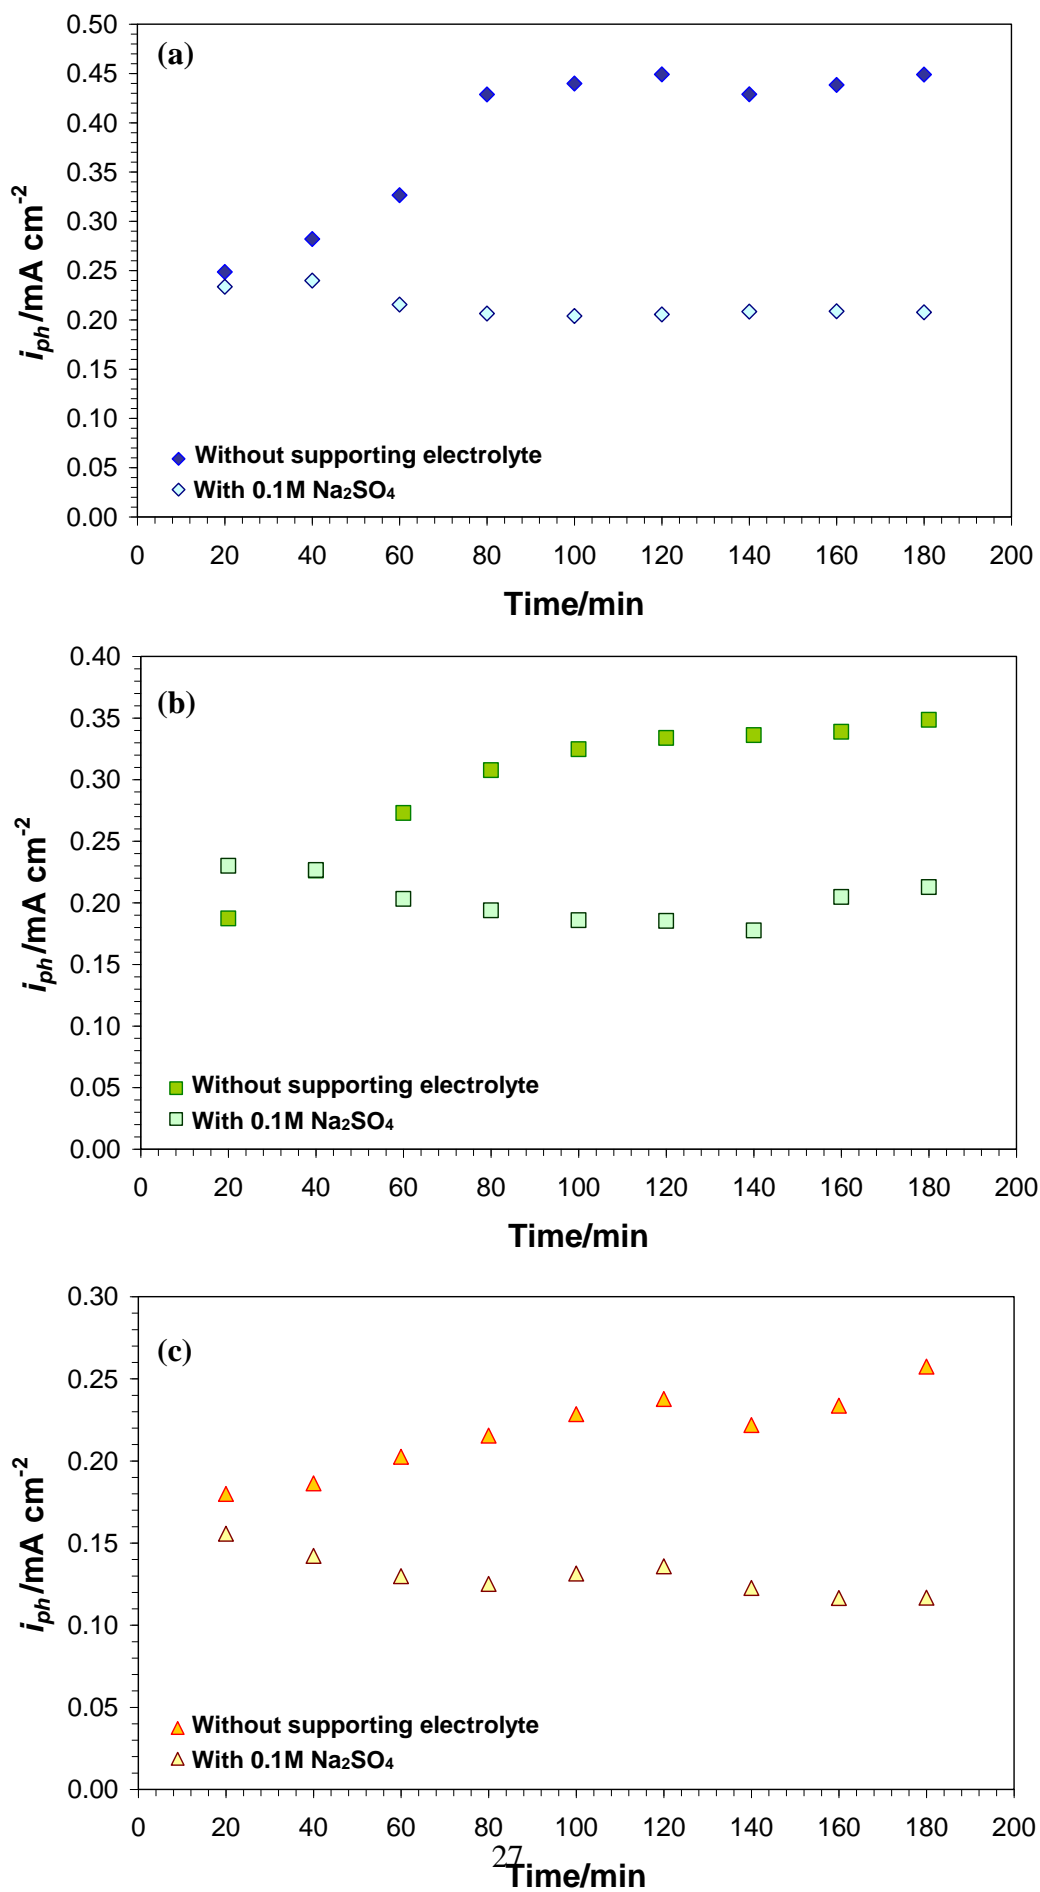 (a)
0.50
0.45
0.40
0.35
0.30
0.25
0.20
0.15
0.10
0.05
0.00
i_ph/mA cm⁻²
Without supporting electrolyte
With 0.1M Na₂SO₄
0 20 40 60 80 100 120 140 160 180 200
Time/min
(b)
0.40
0.35
0.30
0.25
0.20
0.15
0.10
0.05
0.00
i_ph/mA cm⁻²
Without supporting electrolyte
With 0.1M Na₂SO₄
0 20 40 60 80 100 120 140 160 180 200
Time/min
(c)
0.30
0.25
0.20
0.15
0.10
0.05
0.00
i_ph/mA cm⁻²
Without supporting electrolyte
With 0.1M Na₂SO₄
0 20 40 60 80 100 120 140 160 180 200
27
Time/min